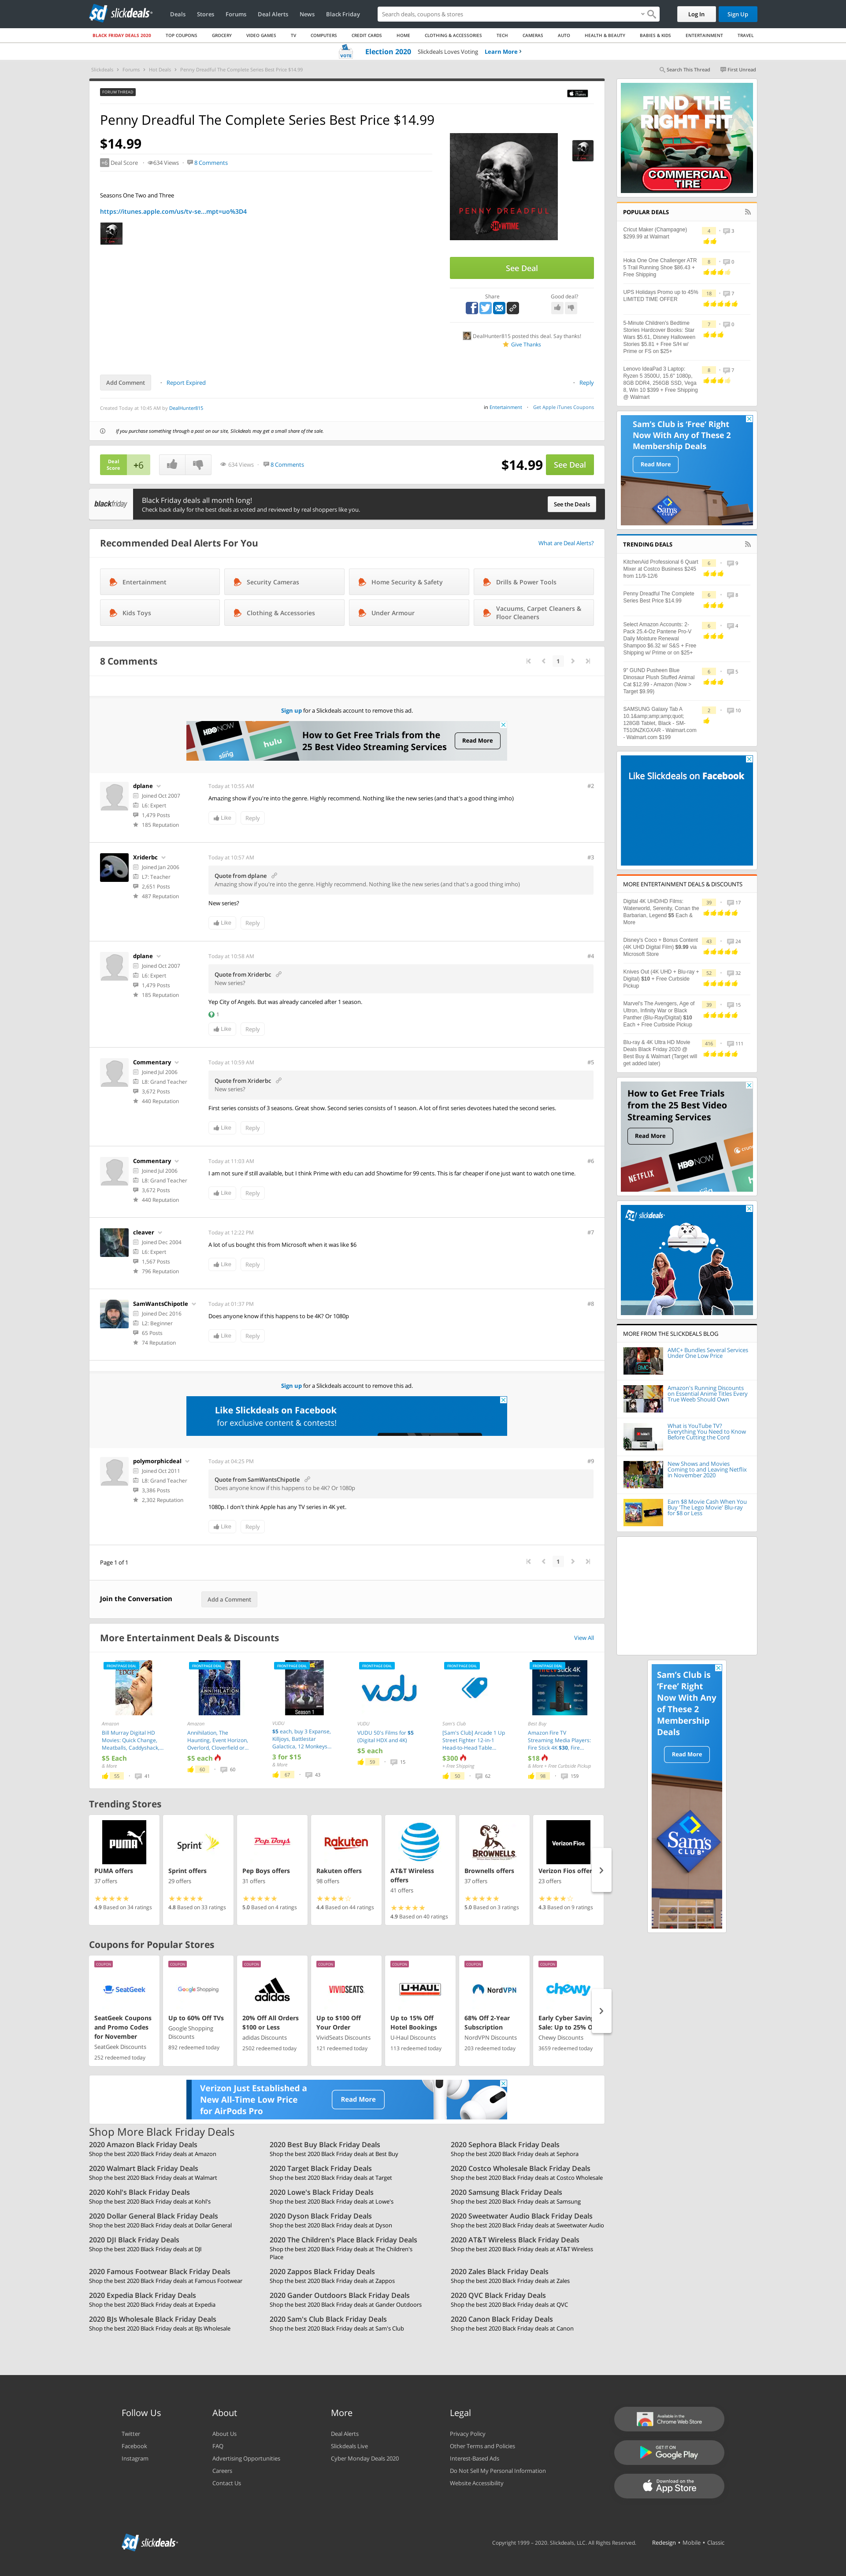 slickdeals
Deals Stores Forums Deal Alerts News Black Friday
Search deals, coupons & stores
Log In Sign Up
BLACK FRIDAY DEALS 2020 TOP COUPONS GROCERY VIDEO GAMES TV COMPUTERS CREDIT CARDS HOME CLOTHING & ACCESSORIES TECH CAMERAS AUTO HEALTH & BEAUTY BABIES & KIDS ENTERTAINMENT TRAVEL
VOTE Election 2020 Slickdeals Loves Voting Learn More
Slickdeals Forums Hot Deals Penny Dreadful The Complete Series Best Price $14.99
Search This Thread First Unread
FORUM THREAD
Penny Dreadful The Complete Series Best Price $14.99
$14.99
+6 Deal Score 634 Views 8 Comments
Seasons One Two and Three
https://itunes.apple.com/us/tv-se...mpt=uo%3D4
PENNY DREADFUL
SHOWTIME
See Deal
Share Good deal?
DealHunter815 posted this deal. Say thanks!
Give Thanks
Add Comment Report Expired Reply
Created Today at 10:45 AM by DealHunter815
in Entertainment Get Apple iTunes Coupons
If you purchase something through a post on our site, Slickdeals may get a small share of the sale.
Deal Score +6 634 Views 8 Comments $14.99 See Deal
blackfriday
Black Friday deals all month long!
Check back daily for the best deals as voted and reviewed by real shoppers like you.
See the Deals
Recommended Deal Alerts For You
What are Deal Alerts?
Entertainment Security Cameras Home Security & Safety Drills & Power Tools
Kids Toys Clothing & Accessories Under Armour Vacuums, Carpet Cleaners & Floor Cleaners
8 Comments
1
Sign up for a Slickdeals account to remove this ad.
HBO NOW sling hulu
How to Get Free Trials from the 25 Best Video Streaming Services
Read More
dplane
Joined Oct 2007
L6: Expert
1,479 Posts
185 Reputation
Today at 10:55 AM #2
Amazing show if you're into the genre. Highly recommend. Nothing like the new series (and that's a good thing imho)
Like Reply
Xriderbc
Joined Jan 2006
L7: Teacher
2,651 Posts
487 Reputation
Today at 10:57 AM #3
Quote from dplane
Amazing show if you're into the genre. Highly recommend. Nothing like the new series (and that's a good thing imho)
New series?
Like Reply
dplane
Joined Oct 2007
L6: Expert
1,479 Posts
185 Reputation
Today at 10:58 AM #4
Quote from Xriderbc
New series?
Yep City of Angels. But was already canceled after 1 season.
1
Like Reply
Commentary
Joined Jul 2006
L8: Grand Teacher
3,672 Posts
440 Reputation
Today at 10:59 AM #5
Quote from Xriderbc
New series?
First series consists of 3 seasons. Great show. Second series consists of 1 season. A lot of first series devotees hated the second series.
Like Reply
Commentary
Joined Jul 2006
L8: Grand Teacher
3,672 Posts
440 Reputation
Today at 11:03 AM #6
I am not sure if still available, but I think Prime with edu can add Showtime for 99 cents. This is far cheaper if one just want to watch one time.
Like Reply
cleaver
Joined Dec 2004
L6: Expert
1,567 Posts
796 Reputation
Today at 12:22 PM #7
A lot of us bought this from Microsoft when it was like $6
Like Reply
SamWantsChipotle
Joined Dec 2016
L2: Beginner
65 Posts
74 Reputation
Today at 01:37 PM #8
Does anyone know if this happens to be 4K? Or 1080p
Like Reply
Sign up for a Slickdeals account to remove this ad.
Like Slickdeals on Facebook
for exclusive content & contests!
polymorphicdeal
Joined Oct 2011
L8: Grand Teacher
3,386 Posts
2,302 Reputation
Today at 04:25 PM #9
Quote from SamWantsChipotle
Does anyone know if this happens to be 4K? Or 1080p
1080p. I don't think Apple has any TV series in 4K yet.
Like Reply
Page 1 of 1 1
Join the Conversation Add a Comment
More Entertainment Deals & Discounts View All
FRONTPAGE DEAL
Amazon
Bill Murray Digital HD Movies: Quick Change, Meatballs, Caddyshack,...
$5 Each
& More
55 41
FRONTPAGE DEAL
ANNIHILATION
Amazon
Annihilation, The Haunting, Event Horizon, Overlord, Cloverfield or...
$5 each
60 66
FRONTPAGE DEAL
Season 1
VUDU
$5 each, buy 3 Expanse, Killjoys, Battlestar Galactica, 12 Monkeys...
3 for $15
& More
67 43
FRONTPAGE DEAL
vudu
VUDU
VUDU 50's Films for $5 (Digital HDX and 4K)
$5 each
59 15
FRONTPAGE DEAL
Sam's Club
[Sam's Club] Arcade 1 Up Street Fighter 12-in-1 Head-to-Head Table...
$300
+ Free Shipping
50 62
FRONTPAGE DEAL
Best Buy
Amazon Fire TV Streaming Media Players: Fire Stick 4K $30, Fire...
$18
& More + Free Curbside Pickup
98 159
Trending Stores
PUMA
PUMA offers
37 offers
4.9 Based on 34 ratings
Sprint
Sprint offers
29 offers
4.8 Based on 33 ratings
Pep Boys
Pep Boys offers
31 offers
5.0 Based on 4 ratings
Rakuten
Rakuten offers
98 offers
4.4 Based on 44 ratings
AT&T
AT&T Wireless offers
41 offers
4.9 Based on 40 ratings
BROWNELLS
Brownells offers
37 offers
5.0 Based on 3 ratings
Verizon Fios
Verizon Fios offers
23 offers
4.3 Based on 9 ratings
Coupons for Popular Stores
COUPON
SeatGeek
SeatGeek Coupons and Promo Codes for November
SeatGeek Discounts
252 redeemed today
Google Shopping
Up to 60% Off TVs
Google Shopping Discounts
892 redeemed today
COUPON
adidas
20% Off All Orders $100 or Less
adidas Discounts
2502 redeemed today
COUPON
VIVIDSEATS
Up to $100 Off Your Order
VividSeats Discounts
121 redeemed today
COUPON
U-HAUL
Up to 15% Off Hotel Bookings
U-Haul Discounts
113 redeemed today
COUPON
NordVPN
68% Off 2-Year Subscription
NordVPN Discounts
203 redeemed today
COUPON
chewy
Early Cyber Saving Sale: Up to 25% O
Chewy Discounts
3659 redeemed today
Verizon Just Established a New All-Time Low Price for AirPods Pro
Read More
Shop More Black Friday Deals
2020 Amazon Black Friday Deals
Shop the best 2020 Black Friday deals at Amazon
2020 Best Buy Black Friday Deals
Shop the best 2020 Black Friday deals at Best Buy
2020 Sephora Black Friday Deals
Shop the best 2020 Black Friday deals at Sephora
2020 Walmart Black Friday Deals
Shop the best 2020 Black Friday deals at Walmart
2020 Target Black Friday Deals
Shop the best 2020 Black Friday deals at Target
2020 Costco Wholesale Black Friday Deals
Shop the best 2020 Black Friday deals at Costco Wholesale
2020 Kohl's Black Friday Deals
Shop the best 2020 Black Friday deals at Kohl's
2020 Lowe's Black Friday Deals
Shop the best 2020 Black Friday deals at Lowe's
2020 Samsung Black Friday Deals
Shop the best 2020 Black Friday deals at Samsung
2020 Dollar General Black Friday Deals
Shop the best 2020 Black Friday deals at Dollar General
2020 Dyson Black Friday Deals
Shop the best 2020 Black Friday deals at Dyson
2020 Sweetwater Audio Black Friday Deals
Shop the best 2020 Black Friday deals at Sweetwater Audio
2020 DJI Black Friday Deals
Shop the best 2020 Black Friday deals at DJI
2020 The Children's Place Black Friday Deals
Shop the best 2020 Black Friday deals at The Children's Place
2020 AT&T Wireless Black Friday Deals
Shop the best 2020 Black Friday deals at AT&T Wireless
2020 Famous Footwear Black Friday Deals
Shop the best 2020 Black Friday deals at Famous Footwear
2020 Zappos Black Friday Deals
Shop the best 2020 Black Friday deals at Zappos
2020 Zales Black Friday Deals
Shop the best 2020 Black Friday deals at Zales
2020 Expedia Black Friday Deals
Shop the best 2020 Black Friday deals at Expedia
2020 Gander Outdoors Black Friday Deals
Shop the best 2020 Black Friday deals at Gander Outdoors
2020 QVC Black Friday Deals
Shop the best 2020 Black Friday deals at QVC
2020 BJs Wholesale Black Friday Deals
Shop the best 2020 Black Friday deals at BJs Wholesale
2020 Sam's Club Black Friday Deals
Shop the best 2020 Black Friday deals at Sam's Club
2020 Canon Black Friday Deals
Shop the best 2020 Black Friday deals at Canon
FIND THE RIGHT FIT
COMMERCIAL TIRE
POPULAR DEALS
Cricut Maker (Champagne) $299.99 at Walmart
4 3
Hoka One One Challenger ATR 5 Trail Running Shoe $86.43 + Free Shipping
8 0
UPS Holidays Promo up to 45% LIMITED TIME OFFER
18 7
5-Minute Children's Bedtime Stories Hardcover Books: Star Wars $5.61, Disney Halloween Stories $5.81 + Free S/H w/ Prime or FS on $25+
7 0
Lenovo IdeaPad 3 Laptop: Ryzen 5 3500U, 15.6" 1080p, 8GB DDR4, 256GB SSD, Vega 8, Win 10 $399 + Free Shipping @ Walmart
8 7
Sam's Club is 'Free' Right Now With Any of These 2 Membership Deals
Read More
Sam's CLUB
TRENDING DEALS
KitchenAid Professional 6 Quart Mixer at Costco Business $245 from 11/9-12/6
6 9
Penny Dreadful The Complete Series Best Price $14.99
6 8
Select Amazon Accounts: 2-Pack 25.4-Oz Pantene Pro-V Daily Moisture Renewal Shampoo $6.32 w/ S&S + Free Shipping w/ Prime or on $25+
6 4
9" GUND Pusheen Blue Dinosaur Plush Stuffed Animal Cat $12.99 - Amazon (Now > Target $9.99)
6 5
SAMSUNG Galaxy Tab A 10.1&amp;amp;amp;quot; 128GB Tablet, Black - SM-T510NZKGXAR - Walmart.com - Walmart.com $199
2 10
Like Slickdeals on Facebook
MORE ENTERTAINMENT DEALS & DISCOUNTS
Digital 4K UHD/HD Films: Waterworld, Serenity, Conan the Barbarian, Legend $5 Each & More
39 17
Disney's Coco + Bonus Content (4K UHD Digital Film) $9.99 via Microsoft Store
43 24
Knives Out (4K UHD + Blu-ray + Digital) $10 + Free Curbside Pickup
52 32
Marvel's The Avengers, Age of Ultron, Infinity War or Black Panther (Blu-Ray/Digital) $10 Each + Free Curbside Pickup
39 15
Blu-ray & 4K Ultra HD Movie Deals Black Friday 2020 @ Best Buy & Walmart (Target will get added later)
416 111
How to Get Free Trials from the 25 Best Video Streaming Services
Read More
NETFLIX HBO NOW
slickdeals
MORE FROM THE SLICKDEALS BLOG
AMC+ Bundles Several Services Under One Low Price
Amazon's Running Discounts on Essential Anime Titles Every True Weeb Should Own
What is YouTube TV? Everything You Need to Know Before Cutting the Cord
New Shows and Movies Coming to and Leaving Netflix in November 2020
Earn $8 Movie Cash When You Buy 'The Lego Movie' Blu-ray for $8 or Less
Sam's Club is 'Free' Right Now With Any of These 2 Membership Deals
Read More
Sam's CLUB
Follow Us
Twitter
Facebook
Instagram
About
About Us
FAQ
Advertising Opportunities
Careers
Contact Us
More
Deal Alerts
Slickdeals Live
Cyber Monday Deals 2020
Legal
Privacy Policy
Other Terms and Policies
Interest-Based Ads
Do Not Sell My Personal Information
Website Accessibility
Available in the Chrome Web Store
GET IT ON Google Play
Download on the App Store
slickdeals
Copyright 1999 - 2020. Slickdeals, LLC. All Rights Reserved. Redesign • Mobile • Classic